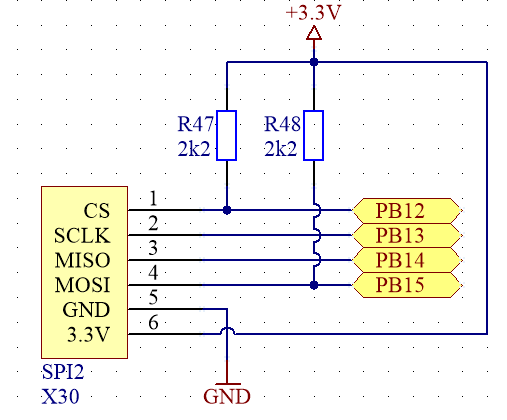 +3.3V
R47 R48
2k2 2k2
1
CS PB12
2
SCLK PB13
3
MISO PB14
4
MOSI PB15
5
GND
6
3.3V
SPI2
X30 GND